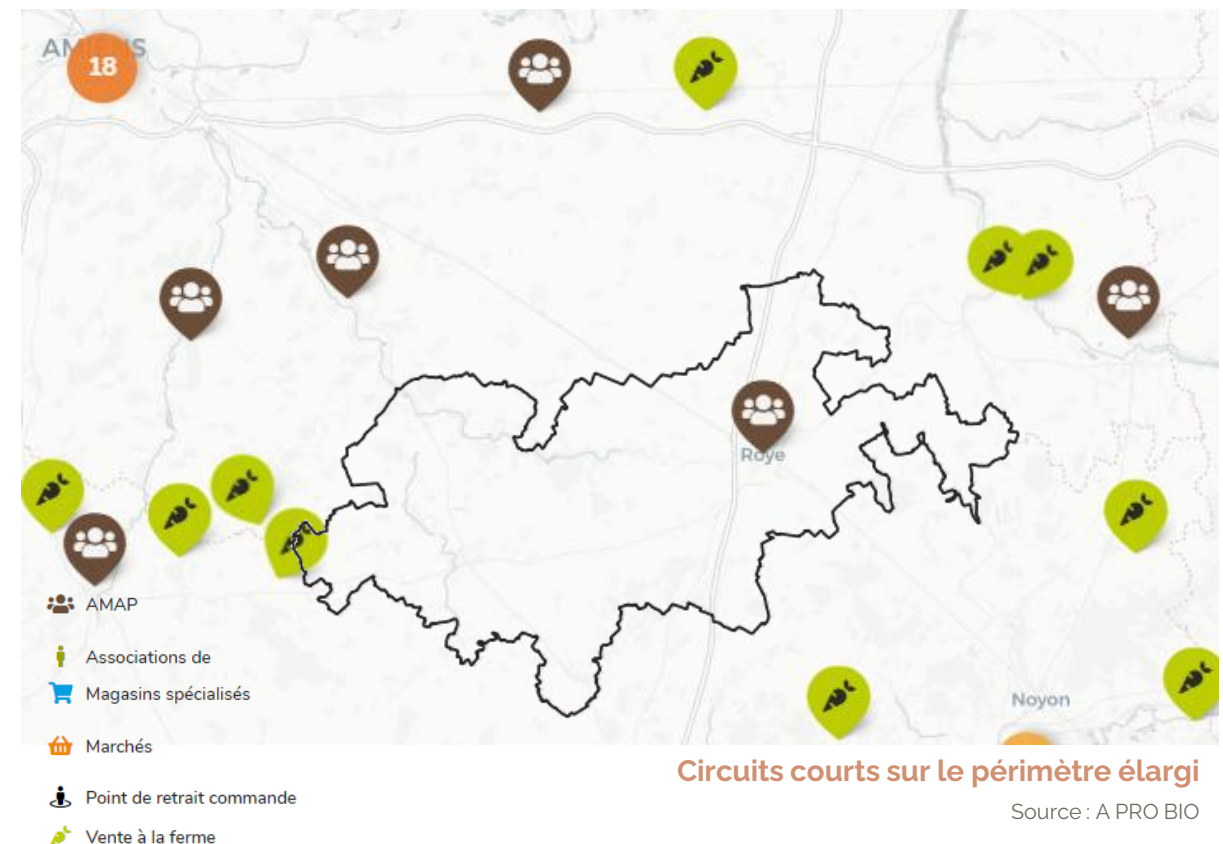 AMIENS
18
Roye
Noyon
AMAP
Associations de
Magasins spécialisés
Marchés
Point de retrait commande
Vente à la ferme
Circuits courts sur le périmètre élargi
Source : A PRO BIO